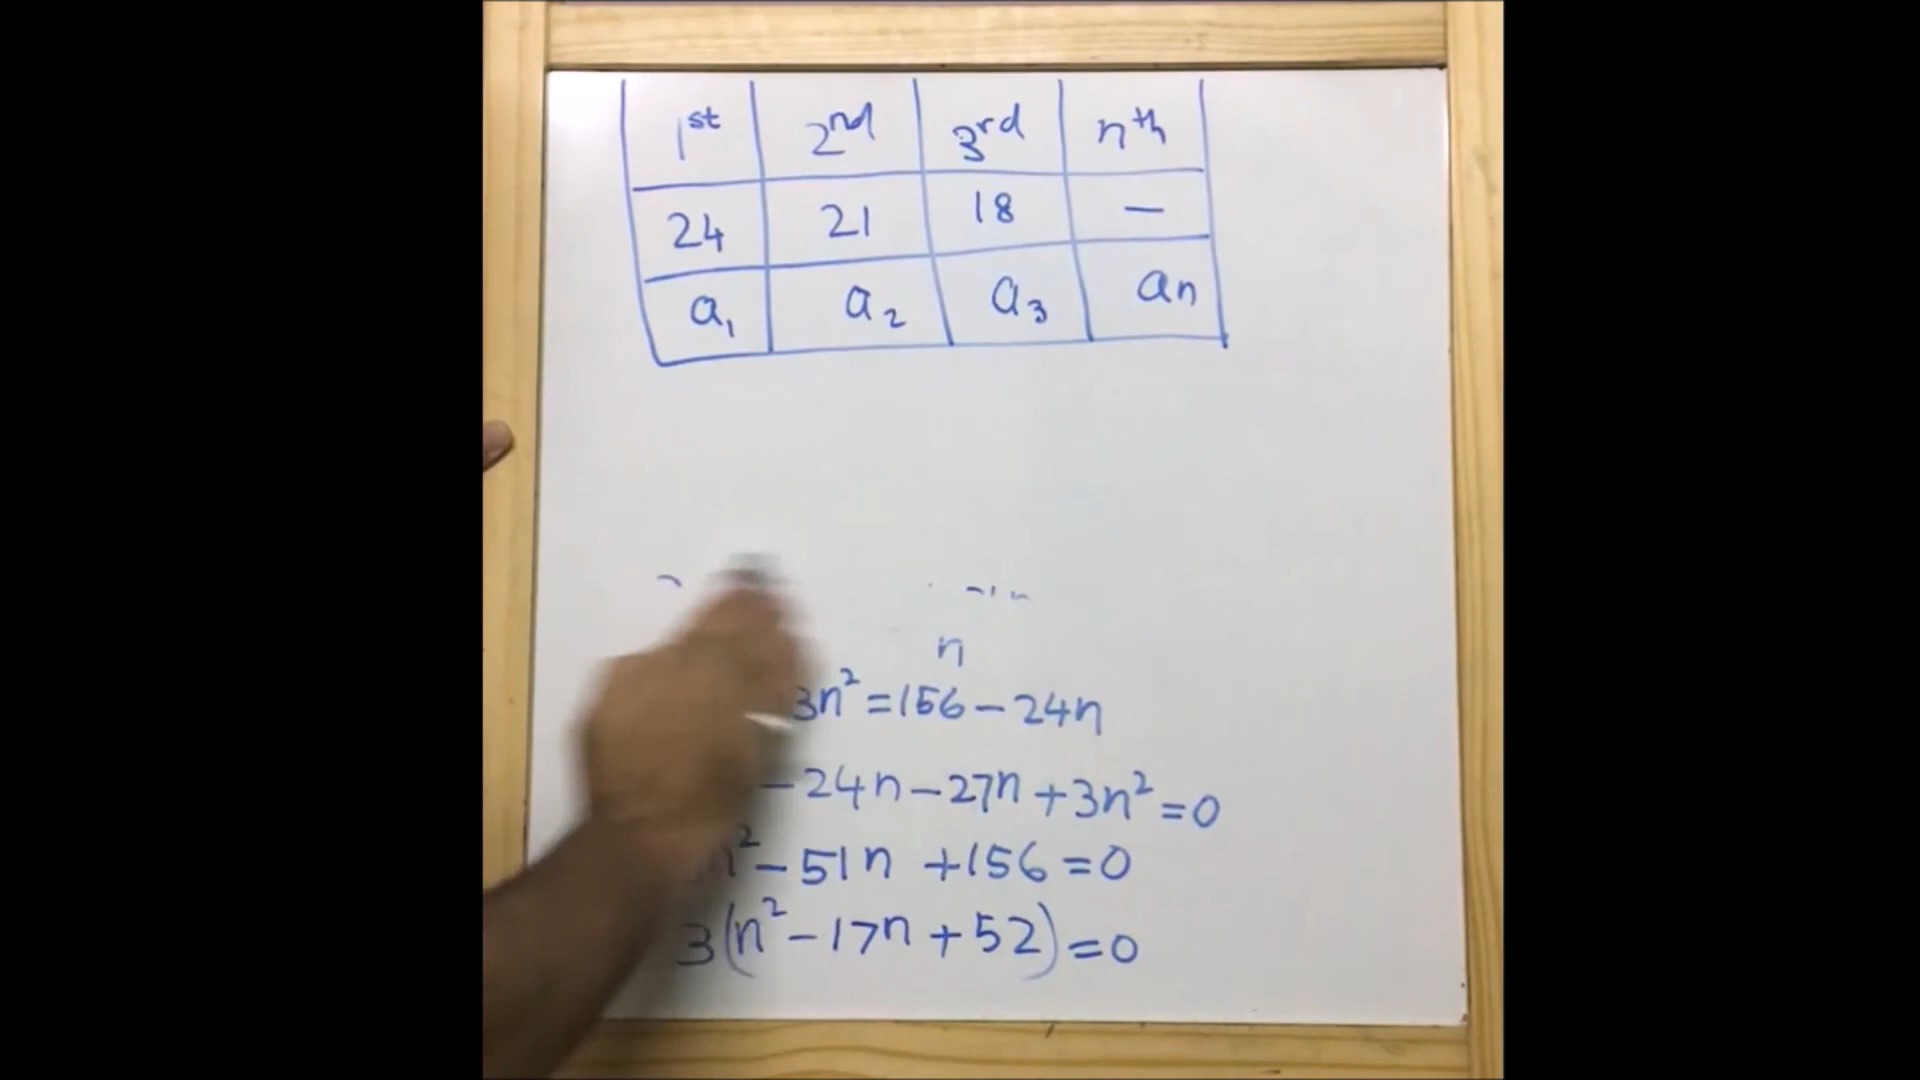 1st 2nd 3rd nth
24 21 18 —
a₁ a₂ a₃ an
n
3n² = 156 - 24n
- 24n - 27n + 3n² = 0
n² - 51n + 156 = 0
3(n² - 17n + 52) = 0